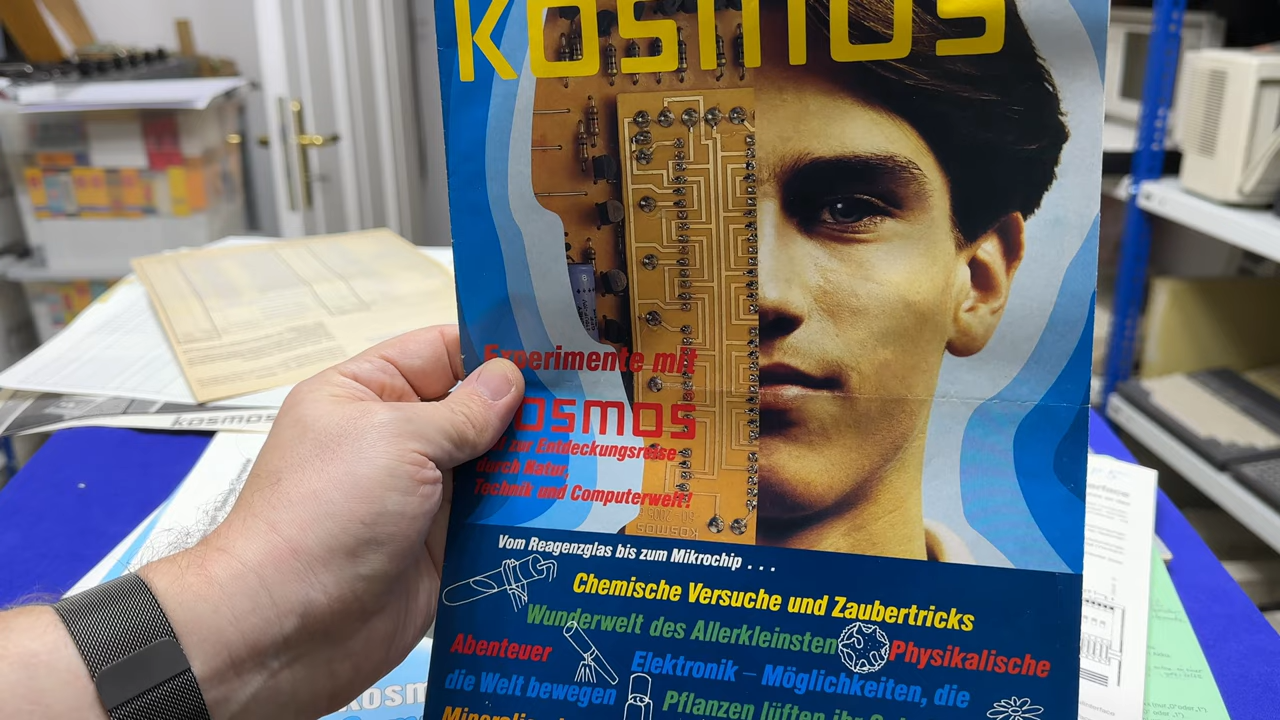 kosmos
Experimente mit
kosmos
zur Entdeckungsreise
durch Natur,
Technik und Computerwelt!
KOSMOS
Vom Reagenzglas bis zum Mikrochip . . .
Chemische Versuche und Zaubertricks
Wunderwelt des Allerkleinsten
Abenteuer
Physikalische
Elektronik – Möglichkeiten, die
die Welt bewegen
Pflanzen lüften ihr
kosmos
kosm